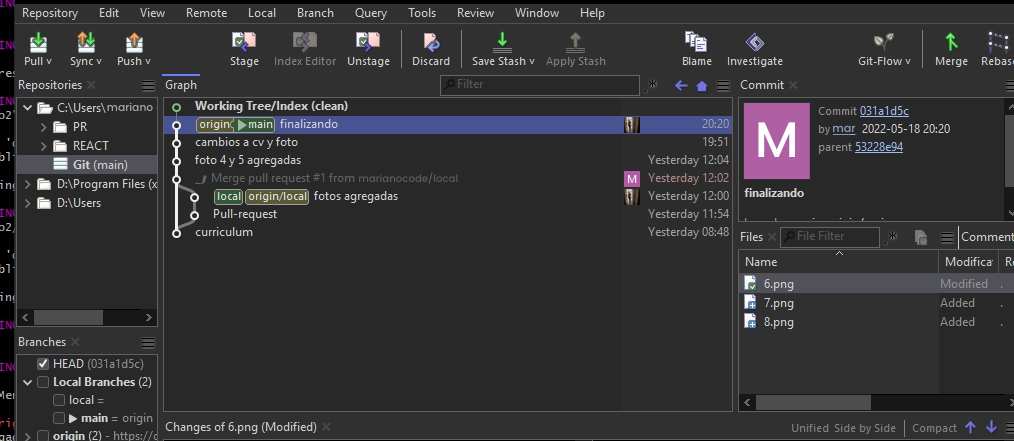 Repository Edit View Remote Local Branch Query Tools Review Window Help
Pull Sync Push Stage Index Editor Unstage Discard Save Stash Apply Stash Blame Investigate Git-Flow Merge Rebas
Repositories
C:\Users\mariano
PR
REACT
Git (main)
D:\Program Files (x
D:\Users
Branches
HEAD (031a1d5c)
Local Branches (2)
local =
main = origin
origin (2) - https://
Graph
Filter
Working Tree/Index (clean)
origin main finalizando 20:20
cambios a cv y foto 19:51
foto 4 y 5 agregadas Yesterday 12:04
Merge pull request #1 from marianocode/local M Yesterday 12:02
local origin/local fotos agregadas Yesterday 12:00
Pull-request Yesterday 11:54
curriculum Yesterday 08:48
Changes of 6.png (Modified) Unified Side by Side Compact
Commit
M
Commit 031a1d5c
by mar 2022-05-18 20:20
parent 53228e94
finalizando
Files File Filter Comment
Name Modificat Re
6.png Modified .
7.png Added .
8.png Added .